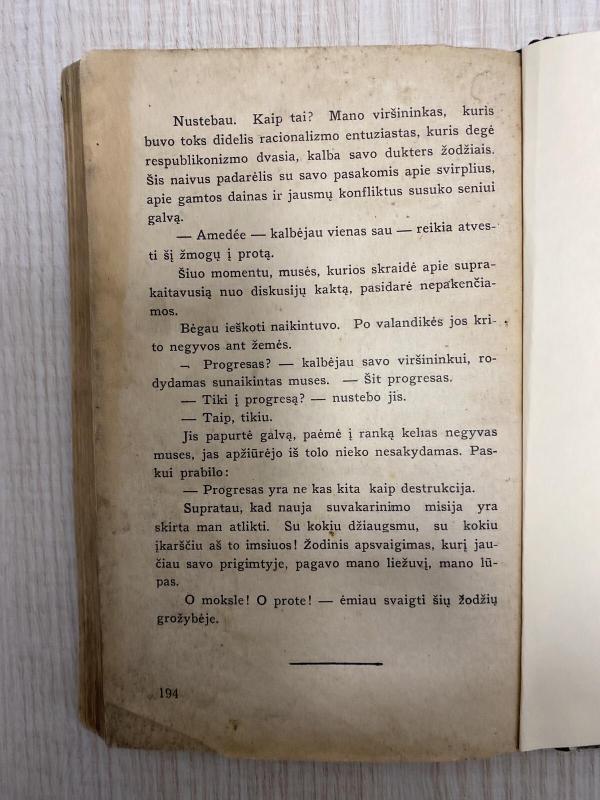 Nustebau. Kaip tai? Mano viršininkas, kuris
buvo toks didelis racionalizmo entuziastas, kuris degė
respublikonizmo dvasia, kalba savo dukters žodžiais.
Šis naivus padarėlis su savo pasakomis apie svirplius,
apie gamtos dainas ir jausmų konfliktus susuko seniui
galvą.
— Amedée — kalbėjau vienas sau — reikia atves-
ti šį žmogų į protą.
Šiuo momentu, musės, kurios skraidė apie supra-
kaitavusią nuo diskusijų kaktą, pasidarė nepakenčia-
mos.
Bėgau ieškoti naikintuvo. Po valandikės jos kri-
to negyvos ant žemės.
— Progresas? — kalbėjau savo viršininkui, ro-
dydamas sunaikintas muses. — Šit progresas.
— Tiki į progresą? — nustebo jis.
— Taip, tikiu.
Jis papurtė galvą, paėmė į ranką kelias negyvas
muses, jas apžiūrėjo iš tolo nieko nesakydamas. Pas-
kui prabilo:
— Progresas yra ne kas kita kaip destrukcija.
Supratau, kad nauja suvakarinimo misija yra
skirta man atlikti. Su kokiu džiaugsmu, su kokiu
įkarščiu aš to imsiuos! Žodinis apsvaigimas, kurį jau-
čiau savo prigimtyje, pagavo mano liežuvį, mano lū-
pas.
O moksle! O prote! — ėmiau svaigti šių žodžių
grožybėje.
194